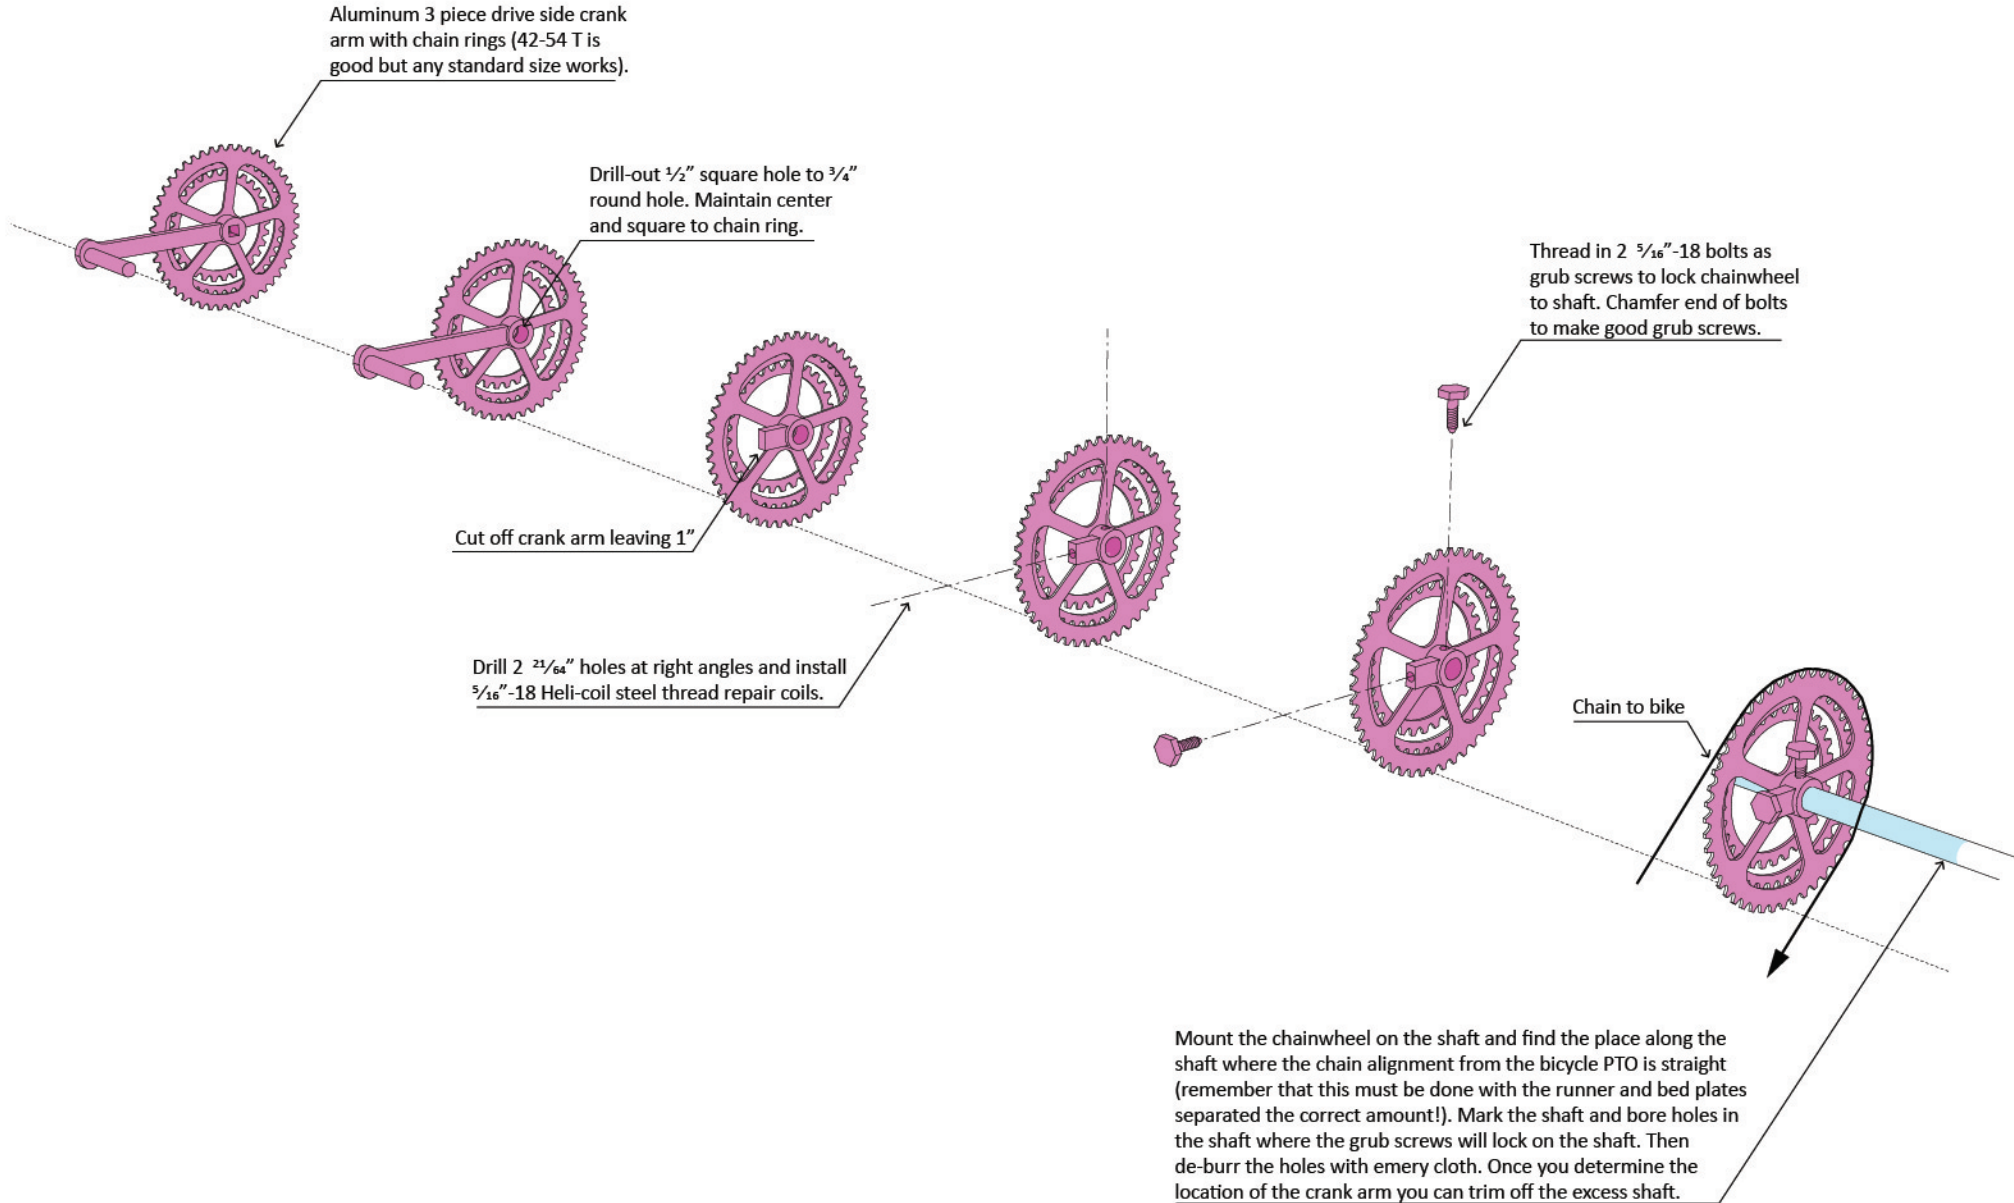 Aluminum 3 piece drive side crank
arm with chain rings (42-54 T is
good but any standard size works).
Drill-out ½″ square hole to ¾″
round hole. Maintain center
and square to chain ring.
Thread in 2 5⁄16″-18 bolts as
grub screws to lock chainwheel
to shaft. Chamfer end of bolts
to make good grub screws.
Cut off crank arm leaving 1″
Drill 2 21⁄64″ holes at right angles and install
5⁄16″-18 Heli-coil steel thread repair coils.
Chain to bike
Mount the chainwheel on the shaft and find the place along the
shaft where the chain alignment from the bicycle PTO is straight
(remember that this must be done with the runner and bed plates
separated the correct amount!). Mark the shaft and bore holes in
the shaft where the grub screws will lock on the shaft. Then
de-burr the holes with emery cloth. Once you determine the
location of the crank arm you can trim off the excess shaft.